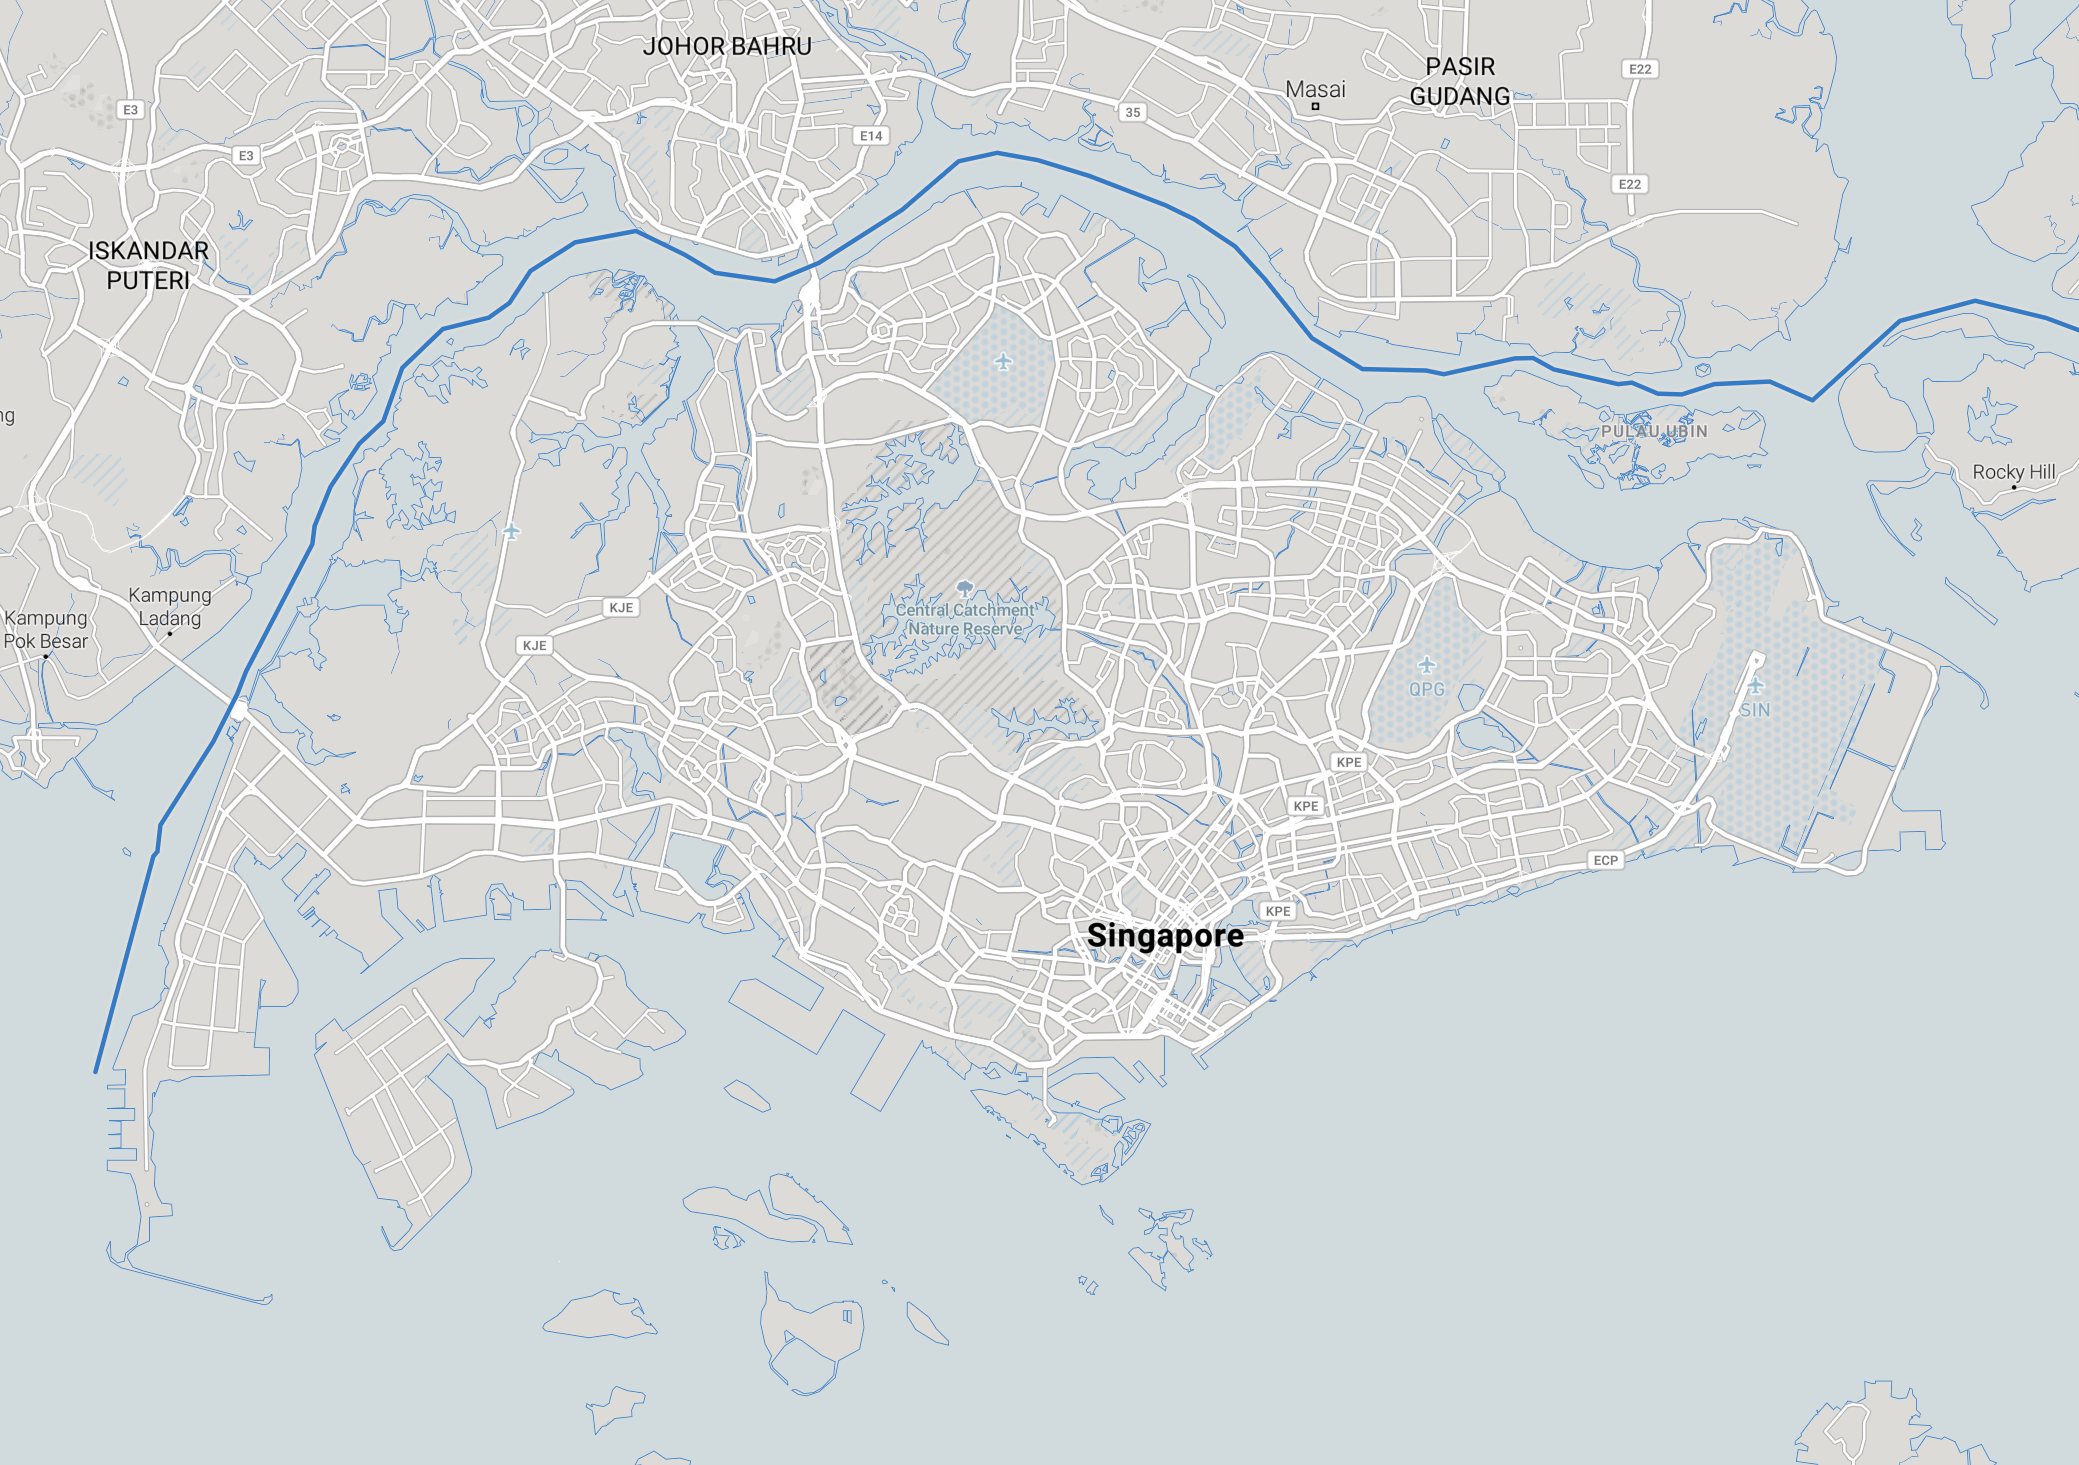 JOHOR BAHRU
PASIR
GUDANG
E22
Masai
E3
35
E14
E3
E22
ISKANDAR
PUTERI
ng
PULAU UBIN
Rocky Hill
Kampung
Ladang
Kampung
Pok Besar
KJE
KJE
Central Catchment
Nature Reserve
QPG
SIN
KPE
KPE
ECP
KPE
Singapore